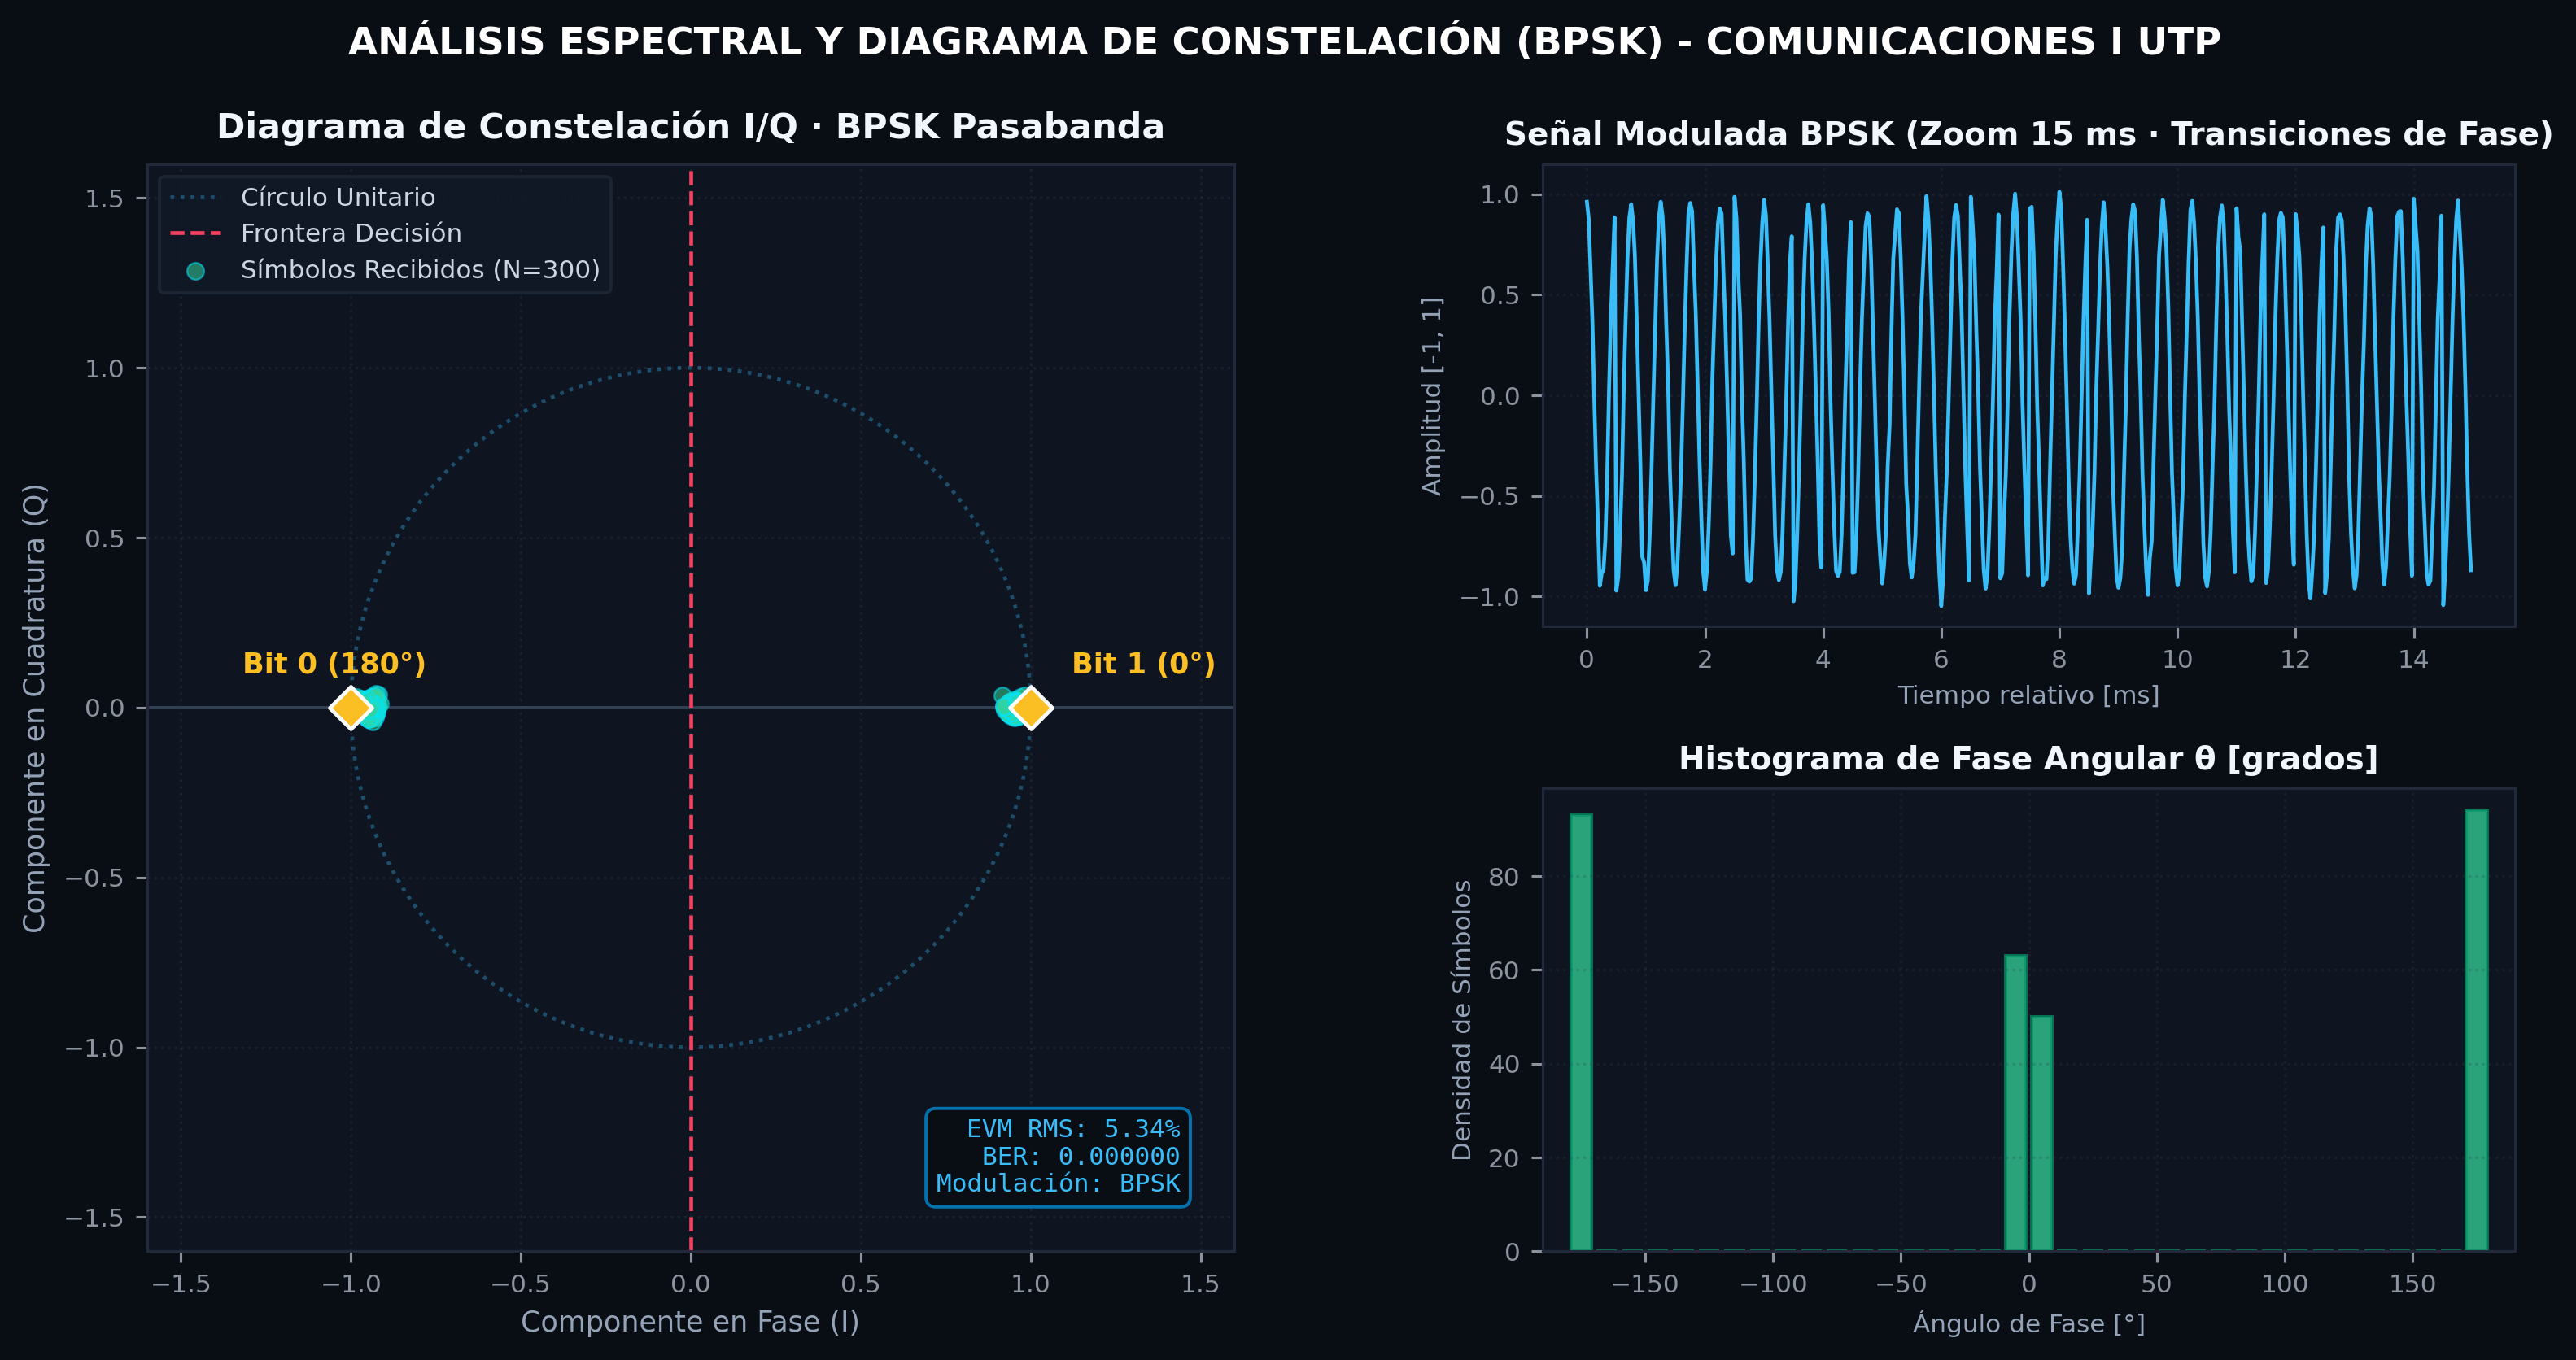 ANÁLISIS ESPECTRAL Y DIAGRAMA DE CONSTELACIÓN (BPSK) - COMUNICACIONES I UTP
Diagrama de Constelación I/Q · BPSK Pasabanda
Círculo Unitario
Frontera Decisión
Símbolos Recibidos (N=300)
1.5
1.0
0.5
0.0
−0.5
−1.0
−1.5
Componente en Cuadratura (Q)
Bit 0 (180°)
Bit 1 (0°)
EVM RMS: 5.34%
BER: 0.000000
Modulación: BPSK
−1.5 −1.0 −0.5 0.0 0.5 1.0 1.5
Componente en Fase (I)
Señal Modulada BPSK (Zoom 15 ms · Transiciones de Fase)
1.0
0.5
0.0
−0.5
−1.0
Amplitud [-1, 1]
0 2 4 6 8 10 12 14
Tiempo relativo [ms]
Histograma de Fase Angular θ [grados]
80
60
40
20
0
Densidad de Símbolos
−150 −100 −50 0 50 100 150
Ángulo de Fase [°]